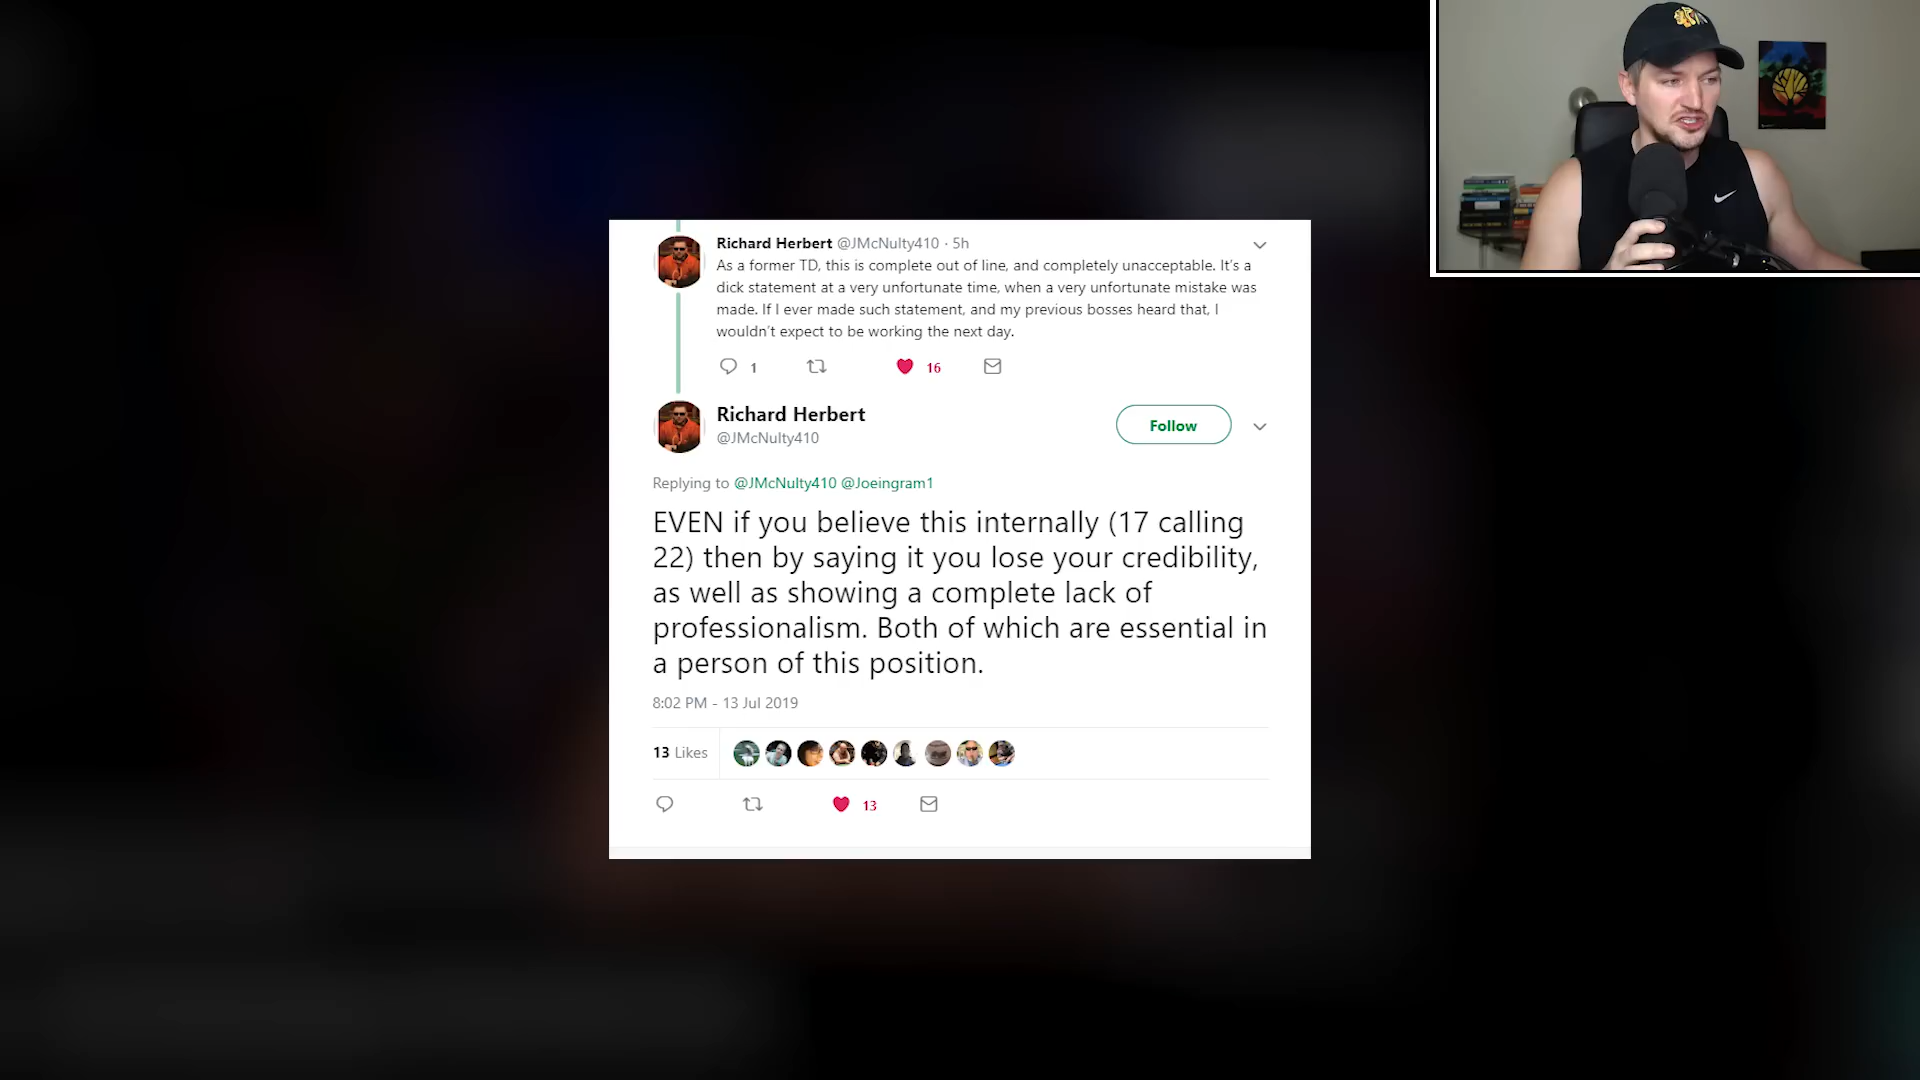 Richard Herbert @JMcNulty410 · 5h
As a former TD, this is complete out of line, and completely unacceptable. It's a
dick statement at a very unfortunate time, when a very unfortunate mistake was
made. If I ever made such statement, and my previous bosses heard that, I
wouldn't expect to be working the next day.
1 16
Richard Herbert
@JMcNulty410
Follow
Replying to @JMcNulty410 @Joeingram1
EVEN if you believe this internally (17 calling
22) then by saying it you lose your credibility,
as well as showing a complete lack of
professionalism. Both of which are essential in
a person of this position.
8:02 PM - 13 Jul 2019
13 Likes
13